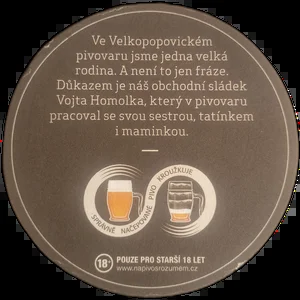 Ve Velkopopovickém
pivovaru jsme jedna velká
rodina. A není to jen fráze.
Důkazem je náš obchodní sládek
Vojta Homolka, který v pivovaru
pracoval se svou sestrou, tatínkem
i maminkou.
SPRÁVNĚ NAČEPOVANÉ PIVO KROUŽKUJE
18+ POUZE PRO STARŠÍ 18 LET
www.napivosrozumem.cz